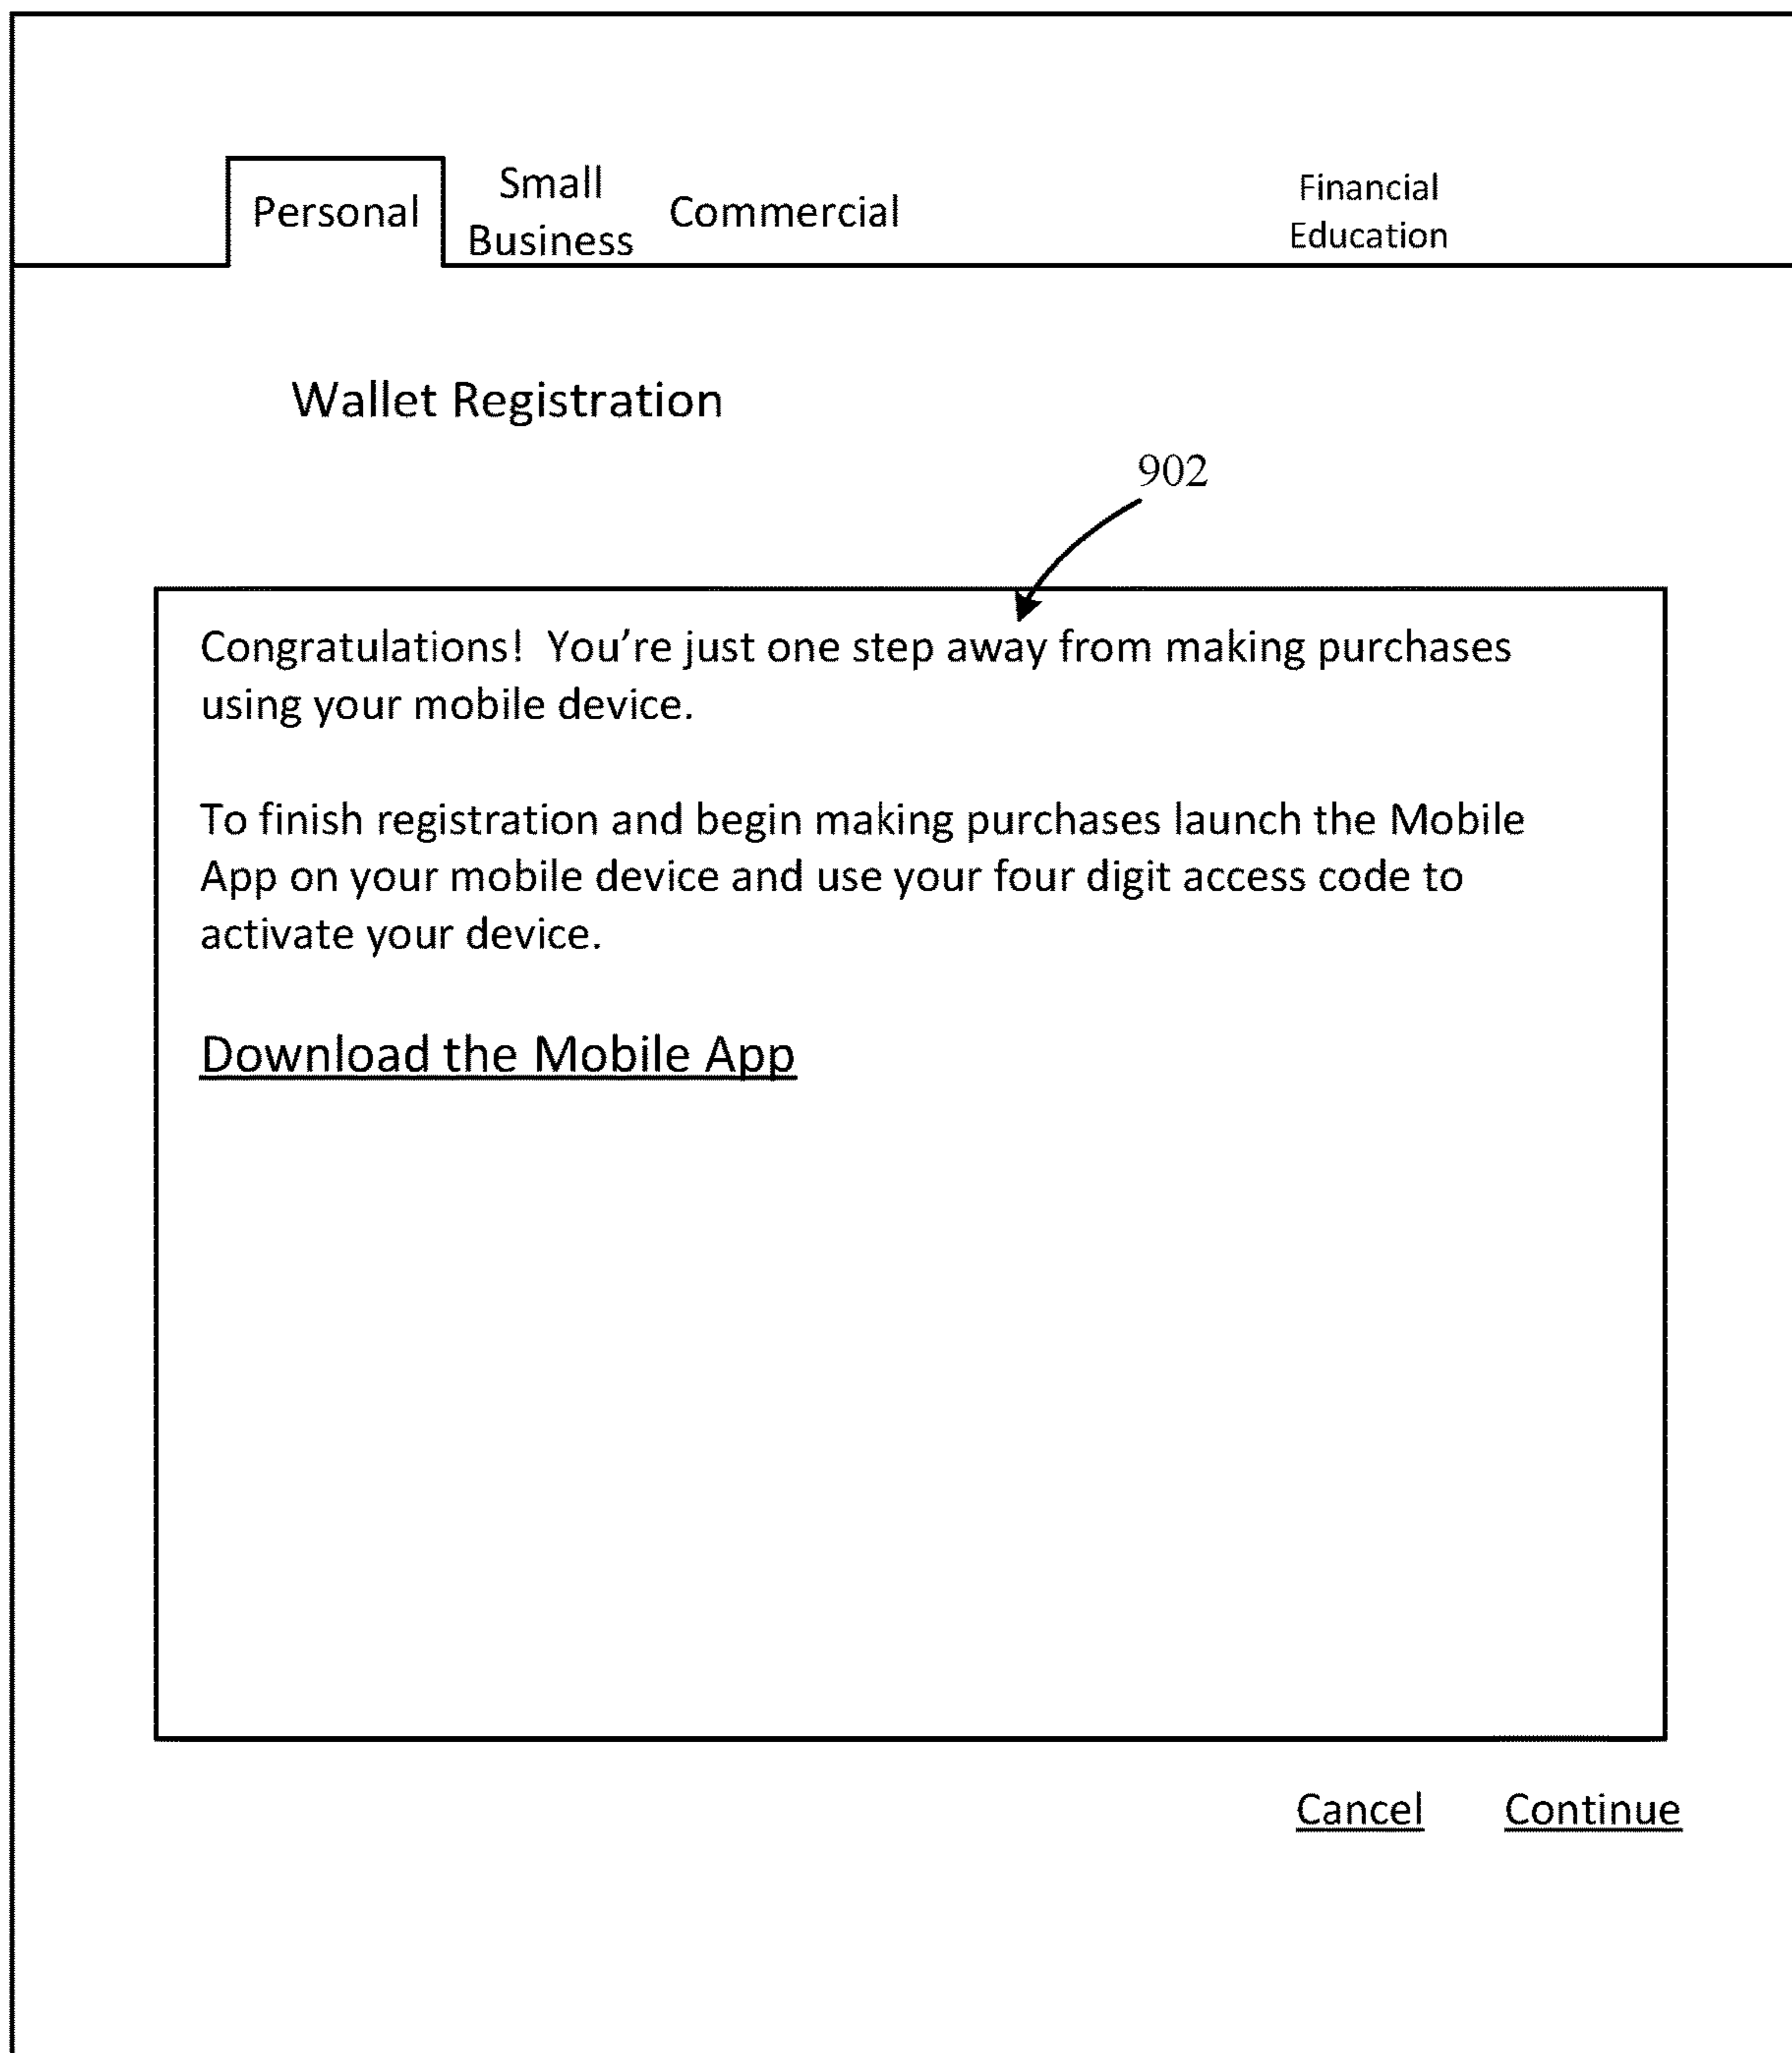 Personal
Small
Business
Commercial
Financial
Education
Wallet Registration
902
Congratulations!  You're just one step away from making purchases
using your mobile device.
To finish registration and begin making purchases launch the Mobile
App on your mobile device and use your four digit access code to
activate your device.
Download the Mobile App
Cancel
Continue